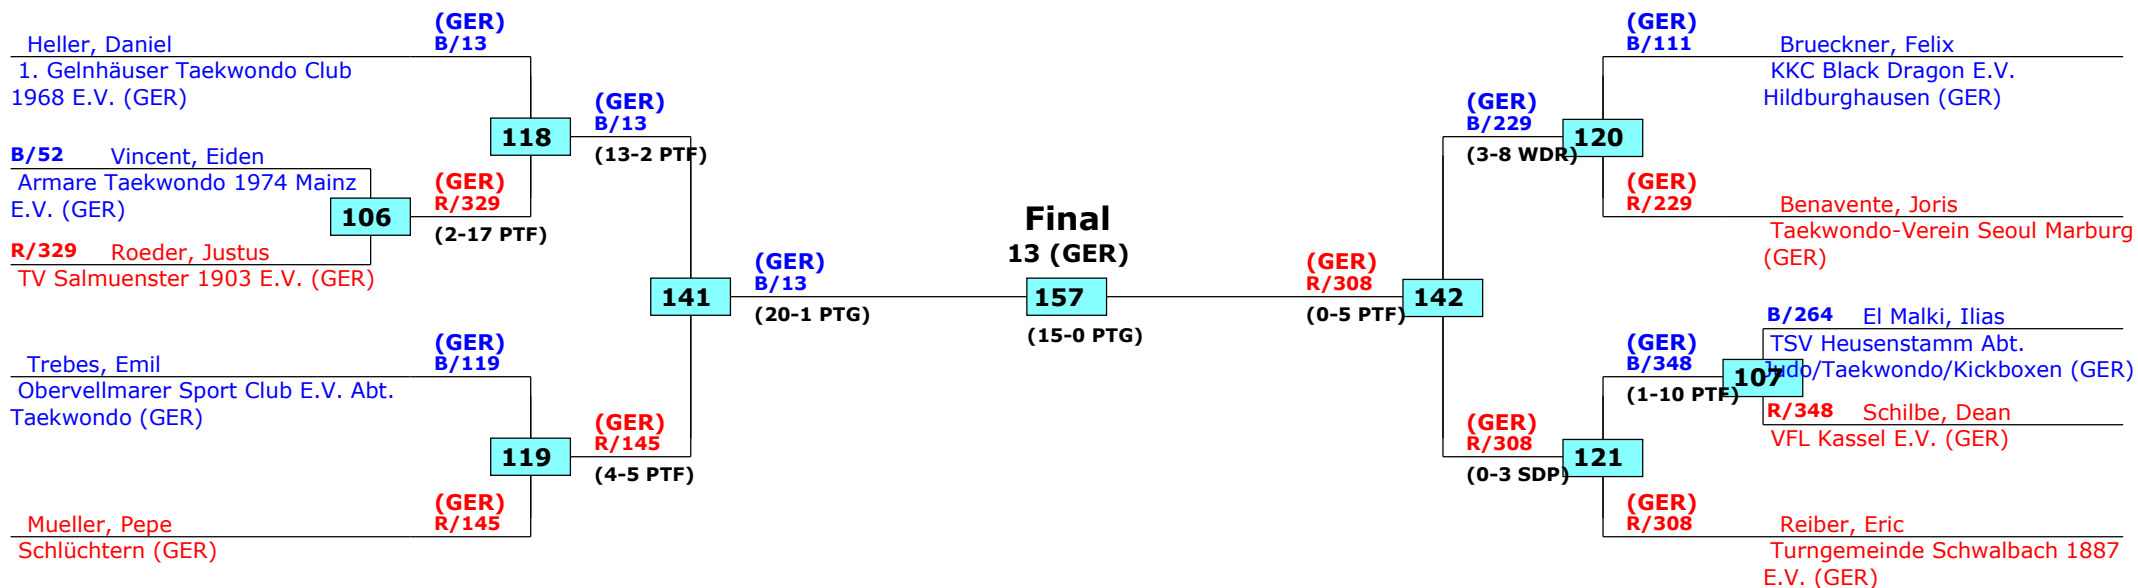 (GER)
B/13
Heller, Daniel
1. Gelnhäuser Taekwondo Club
1968 E.V. (GER)
B/52 Vincent, Eiden
Armare Taekwondo 1974 Mainz
E.V. (GER)
106
R/329 Roeder, Justus
TV Salmuenster 1903 E.V. (GER)
(GER)
R/329
(2-17 PTF)
118
(GER)
B/13
(13-2 PTF)
(GER)
B/119
Trebes, Emil
Obervellmarer Sport Club E.V. Abt.
Taekwondo (GER)
119
(GER)
R/145
Mueller, Pepe
Schlüchtern (GER)
(GER)
R/145
(4-5 PTF)
141
(GER)
B/13
(20-1 PTG)
Final
13 (GER)
157
(15-0 PTG)
(GER)
R/308
(0-5 PTF)
142
(GER)
B/229
(3-8 WDR)
120
(GER)
B/111
Brueckner, Felix
KKC Black Dragon E.V.
Hildburghausen (GER)
(GER)
R/229
Benavente, Joris
Taekwondo-Verein Seoul Marburg
(GER)
(GER)
R/308
(0-3 SDP)
121
(GER)
B/348
(1-10 PTF)
107
B/264 El Malki, Ilias
TSV Heusenstamm Abt.
Judo/Taekwondo/Kickboxen (GER)
R/348 Schilbe, Dean
VFL Kassel E.V. (GER)
(GER)
R/308
Reiber, Eric
Turngemeinde Schwalbach 1887
E.V. (GER)